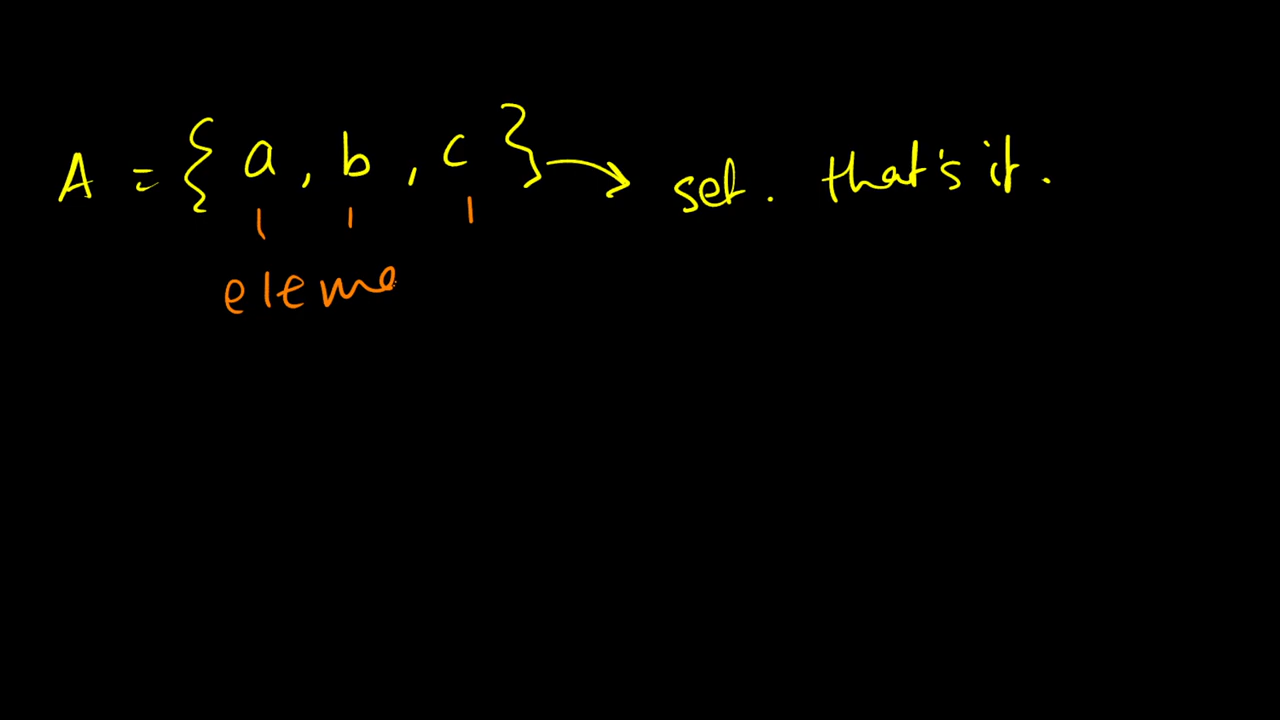 A = { a , b , c } → set. that's it.
eleme